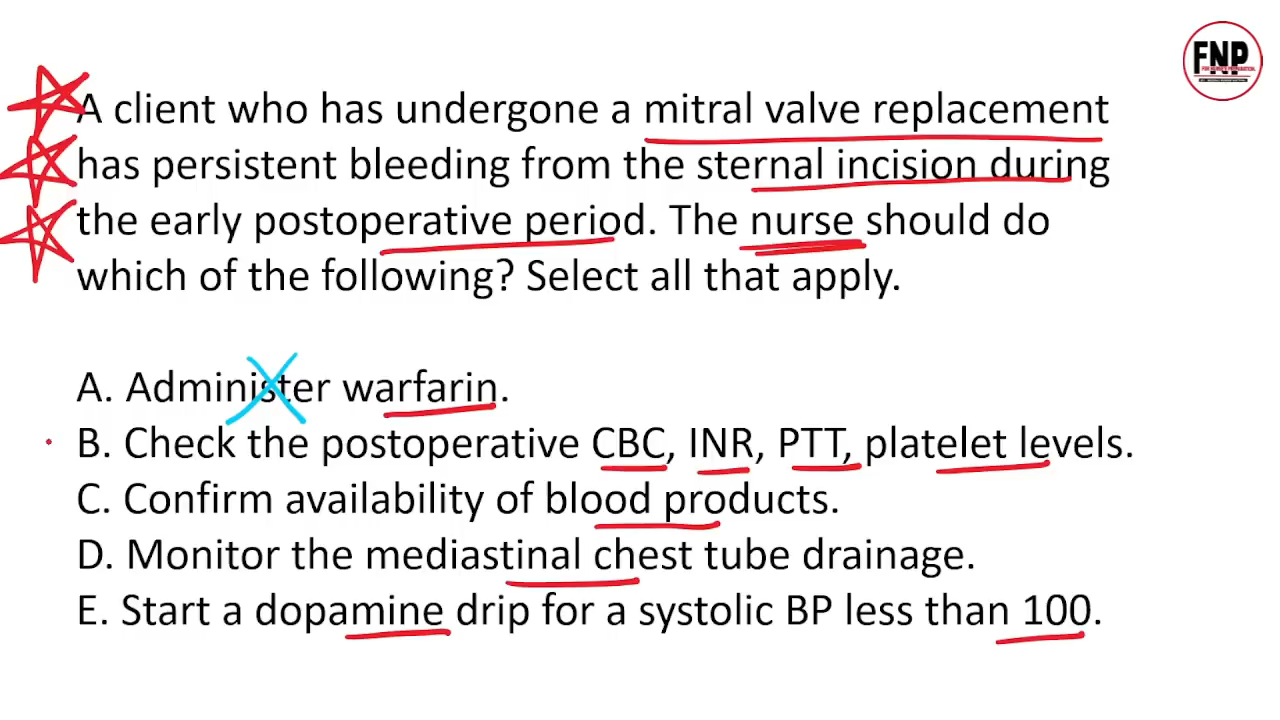 FNP
A client who has undergone a mitral valve replacement
has persistent bleeding from the sternal incision during
the early postoperative period. The nurse should do
which of the following? Select all that apply.
A. Administer warfarin.
B. Check the postoperative CBC, INR, PTT, platelet levels.
C. Confirm availability of blood products.
D. Monitor the mediastinal chest tube drainage.
E. Start a dopamine drip for a systolic BP less than 100.